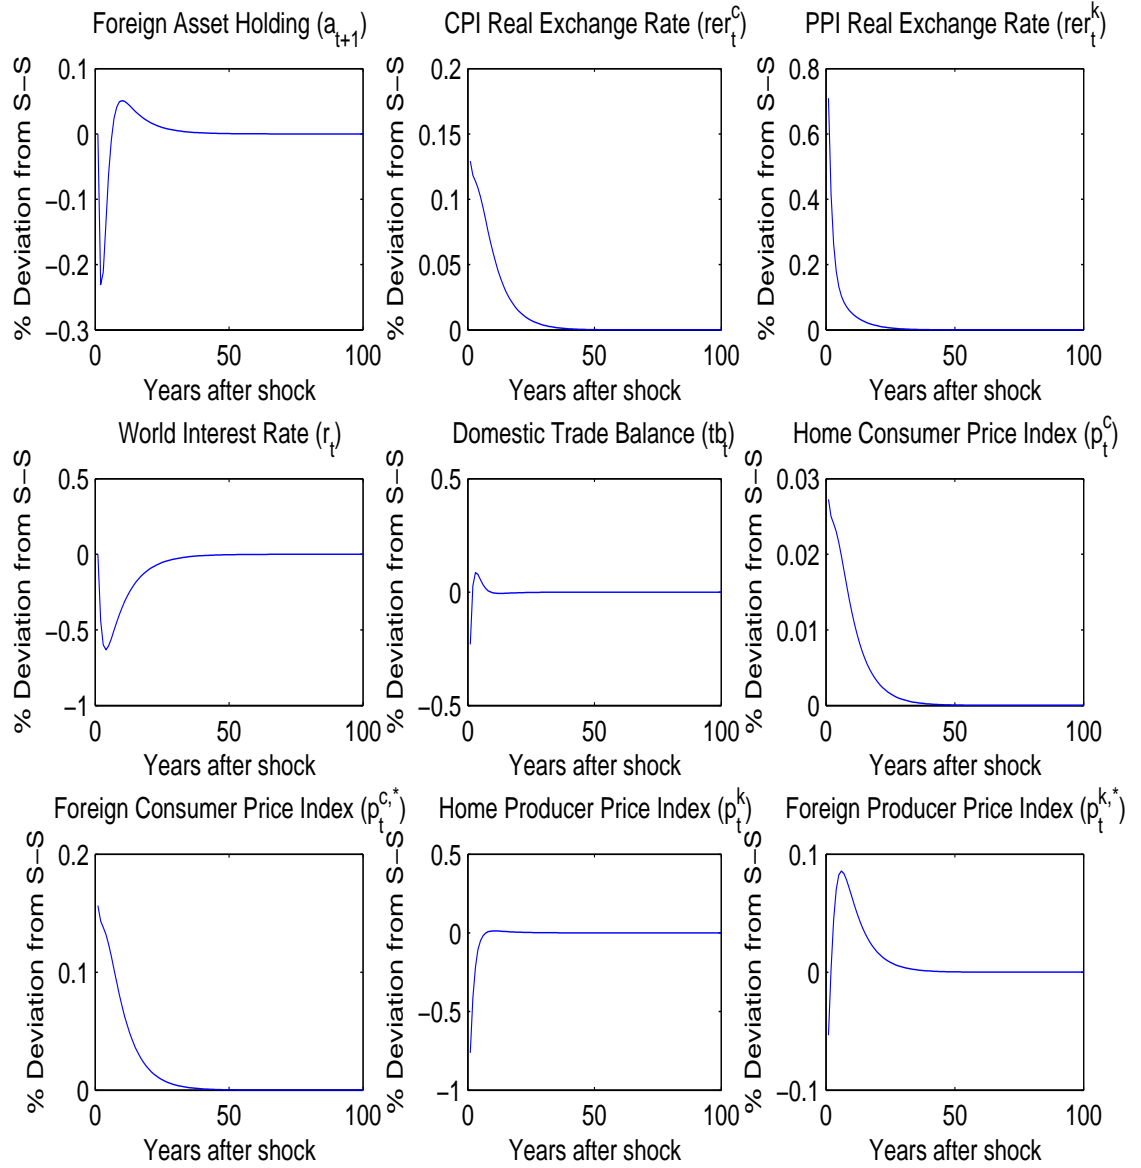 Foreign Asset Holding (a_{t+1})
CPI Real Exchange Rate (rer_t^c)
PPI Real Exchange Rate (rer_t^k)
% Deviation from S−S
0.1
0
−0.1
−0.2
−0.3
0 50 100
Years after shock
% Deviation from S−S
0.2
0.15
0.1
0.05
0
0 50 100
Years after shock
% Deviation from S−S
0.8
0.6
0.4
0.2
0
0 50 100
Years after shock
World Interest Rate (r_t)
Domestic Trade Balance (tb_t)
Home Consumer Price Index (p_t^c)
% Deviation from S−S
0.5
0
−0.5
−1
0 50 100
Years after shock
% Deviation from S−S
0.5
0
−0.5
0 50 100
Years after shock
% Deviation from S−S
0.03
0.02
0.01
0
0 50 100
Years after shock
Foreign Consumer Price Index (p_t^{c,*})
Home Producer Price Index (p_t^k)
Foreign Producer Price Index (p_t^{k,*})
% Deviation from S−S
0.2
0.1
0
0 50 100
Years after shock
% Deviation from S−S
0.5
0
−0.5
−1
0 50 100
Years after shock
% Deviation from S−S
0.1
0
−0.1
0 50 100
Years after shock